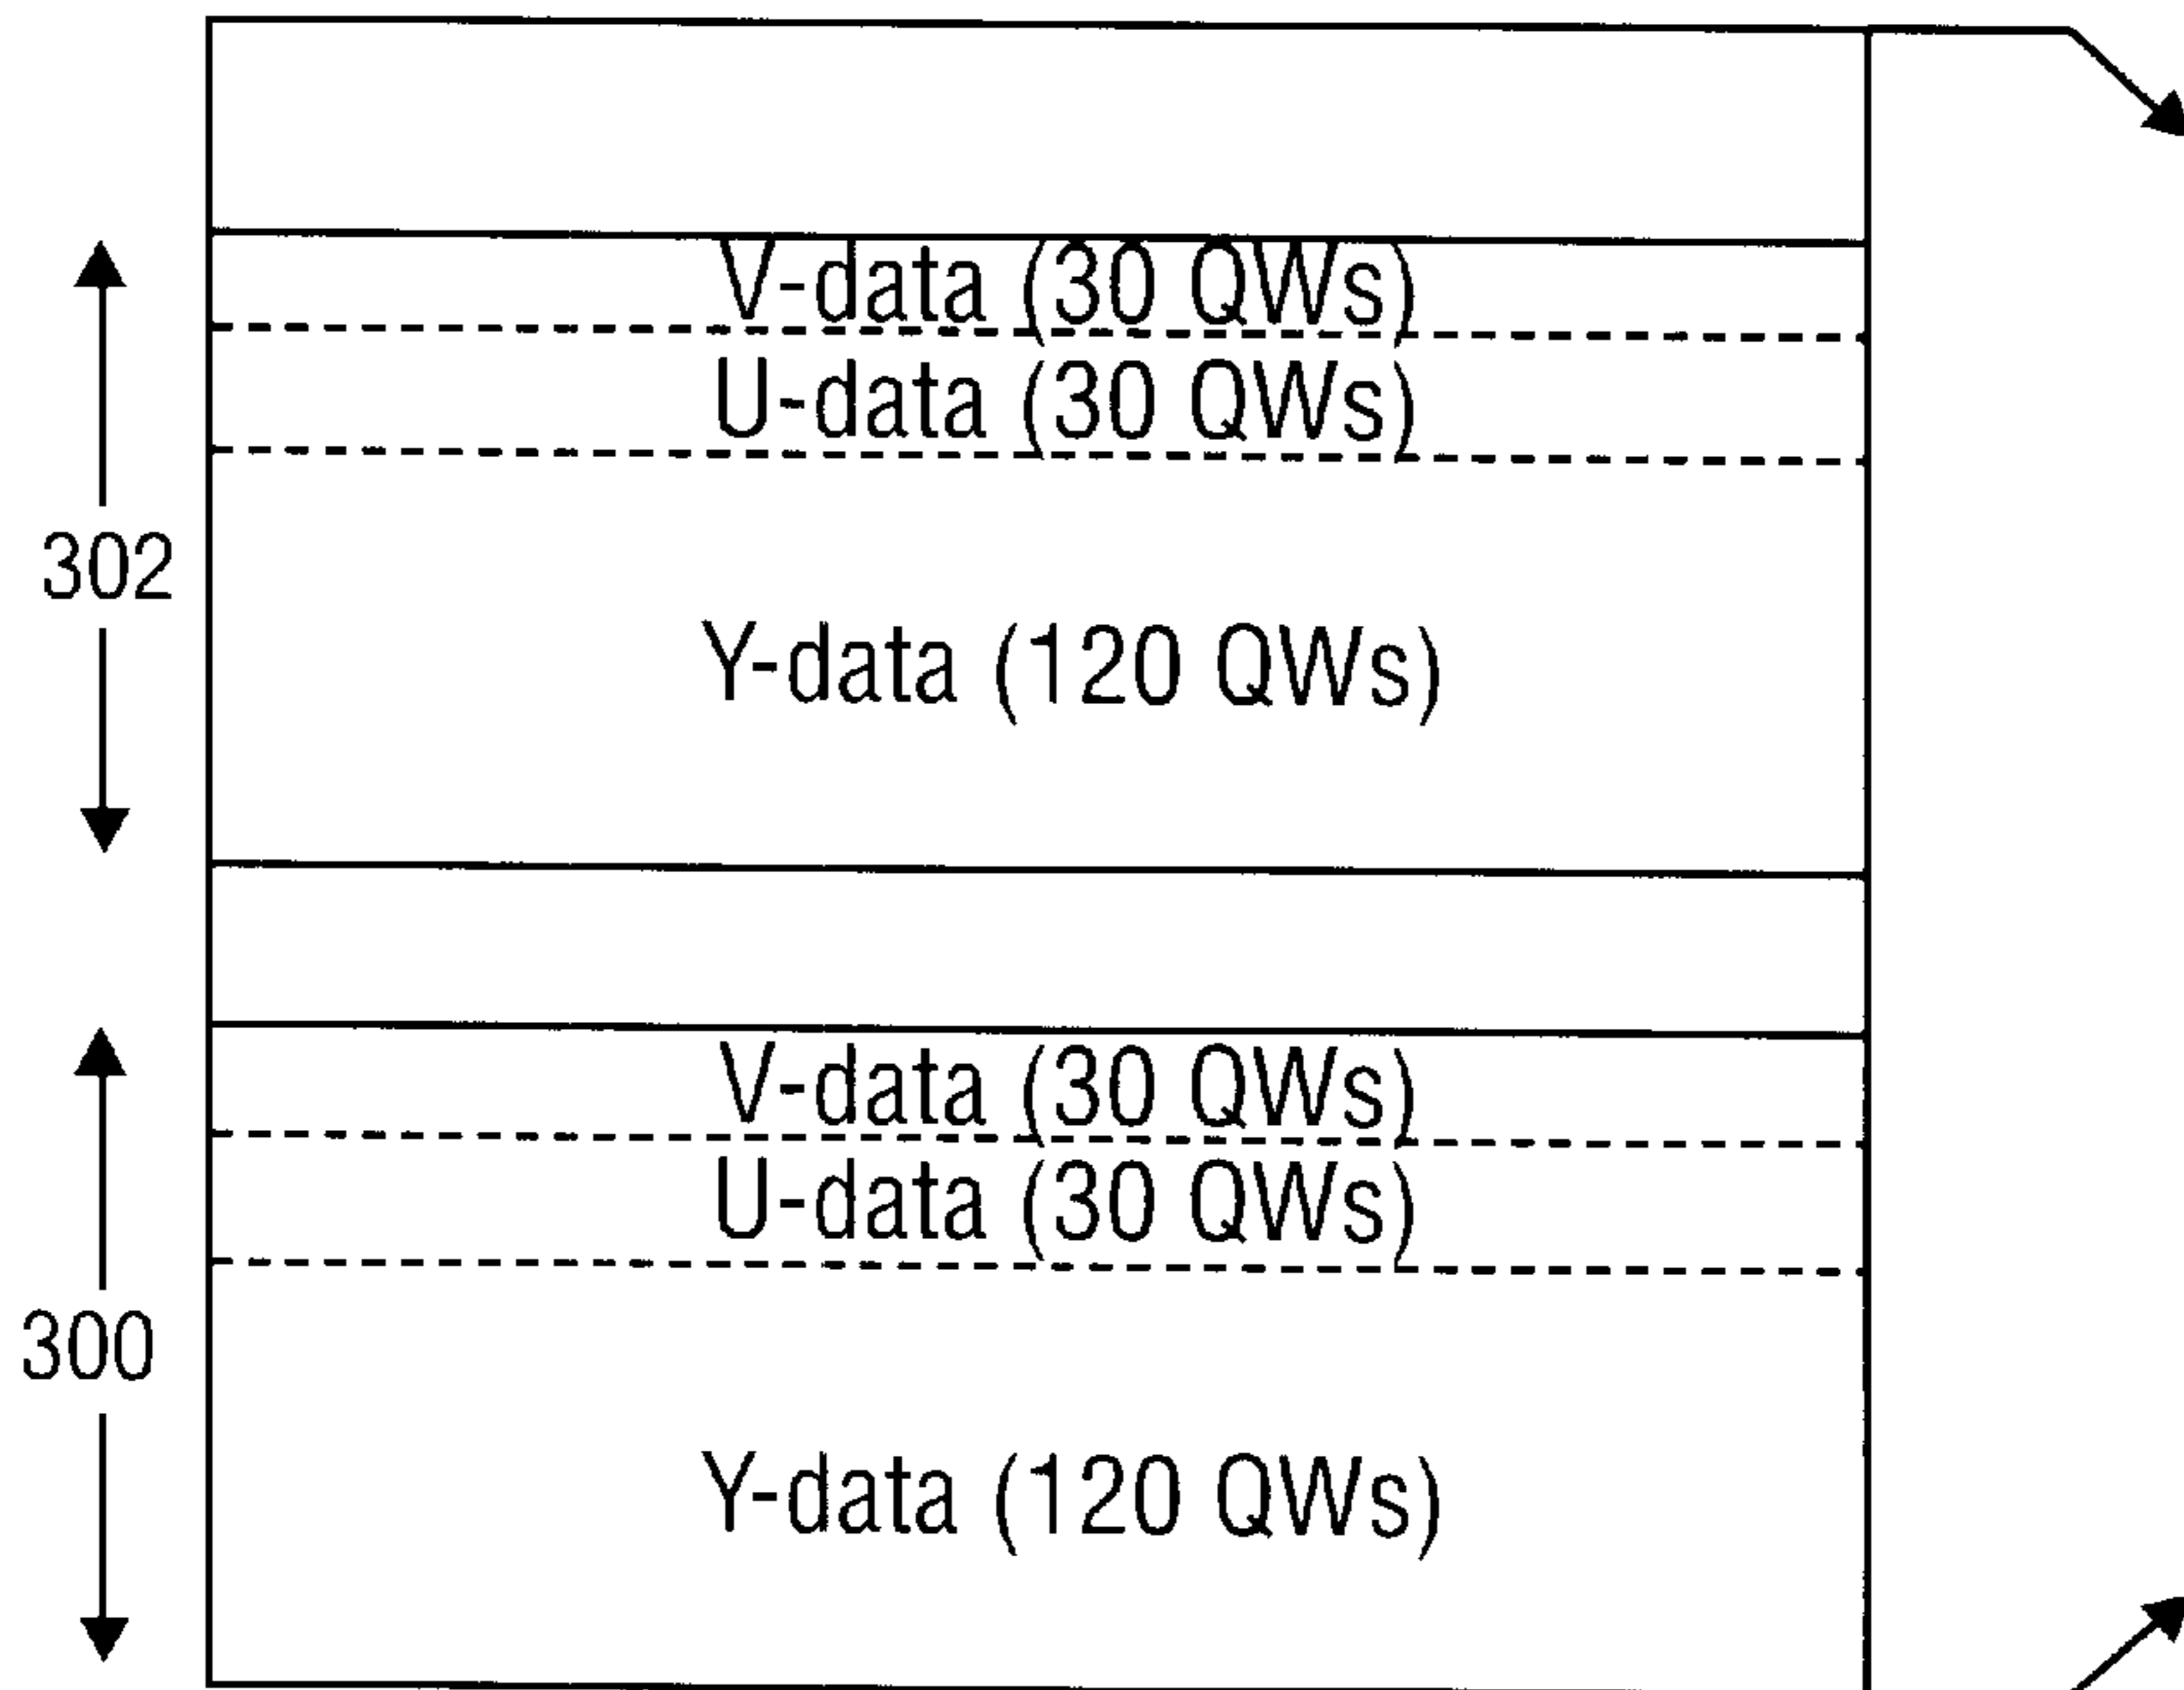 V-data (30 QWs)
U-data (30 QWs)
302
Y-data (120 QWs)
V-data (30 QWs)
U-data (30 QWs)
300
Y-data (120 QWs)